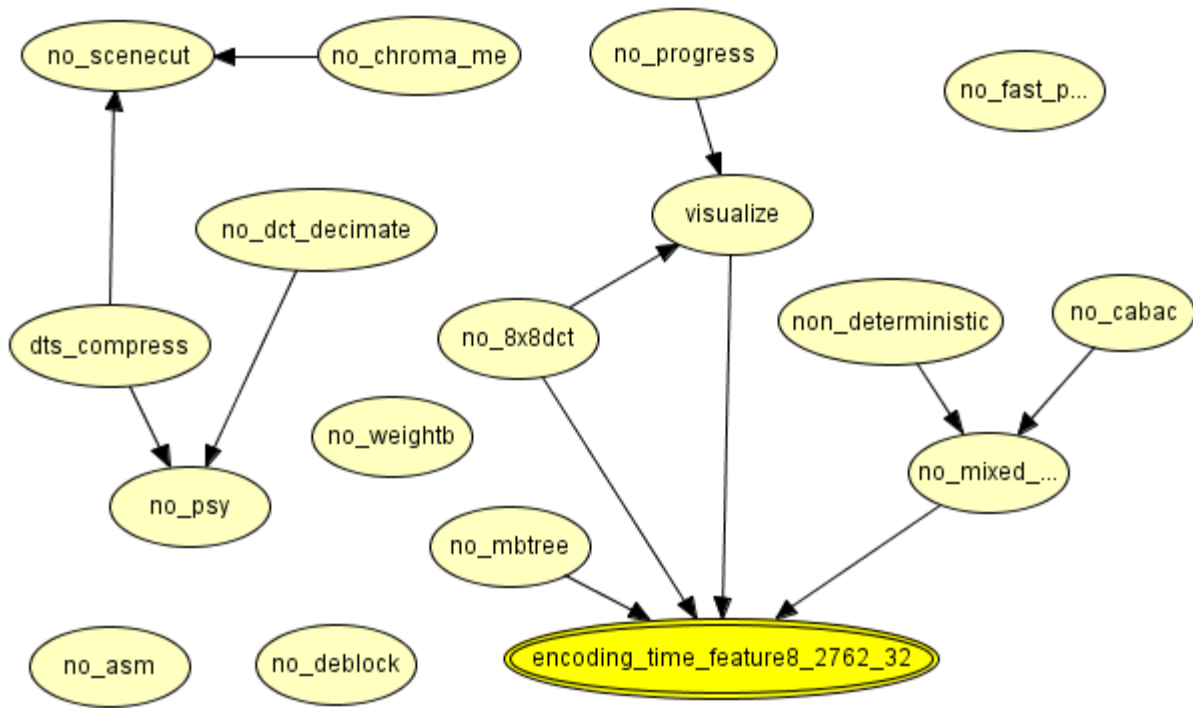 no_scenecut
no_chroma_me
no_progress
no_fast_p...
no_dct_decimate
visualize
dts_compress
no_8x8dct
non_deterministic
no_cabac
no_weightb
no_mixed_...
no_psy
no_mbtree
no_asm
no_deblock
encoding_time_feature8_2762_32